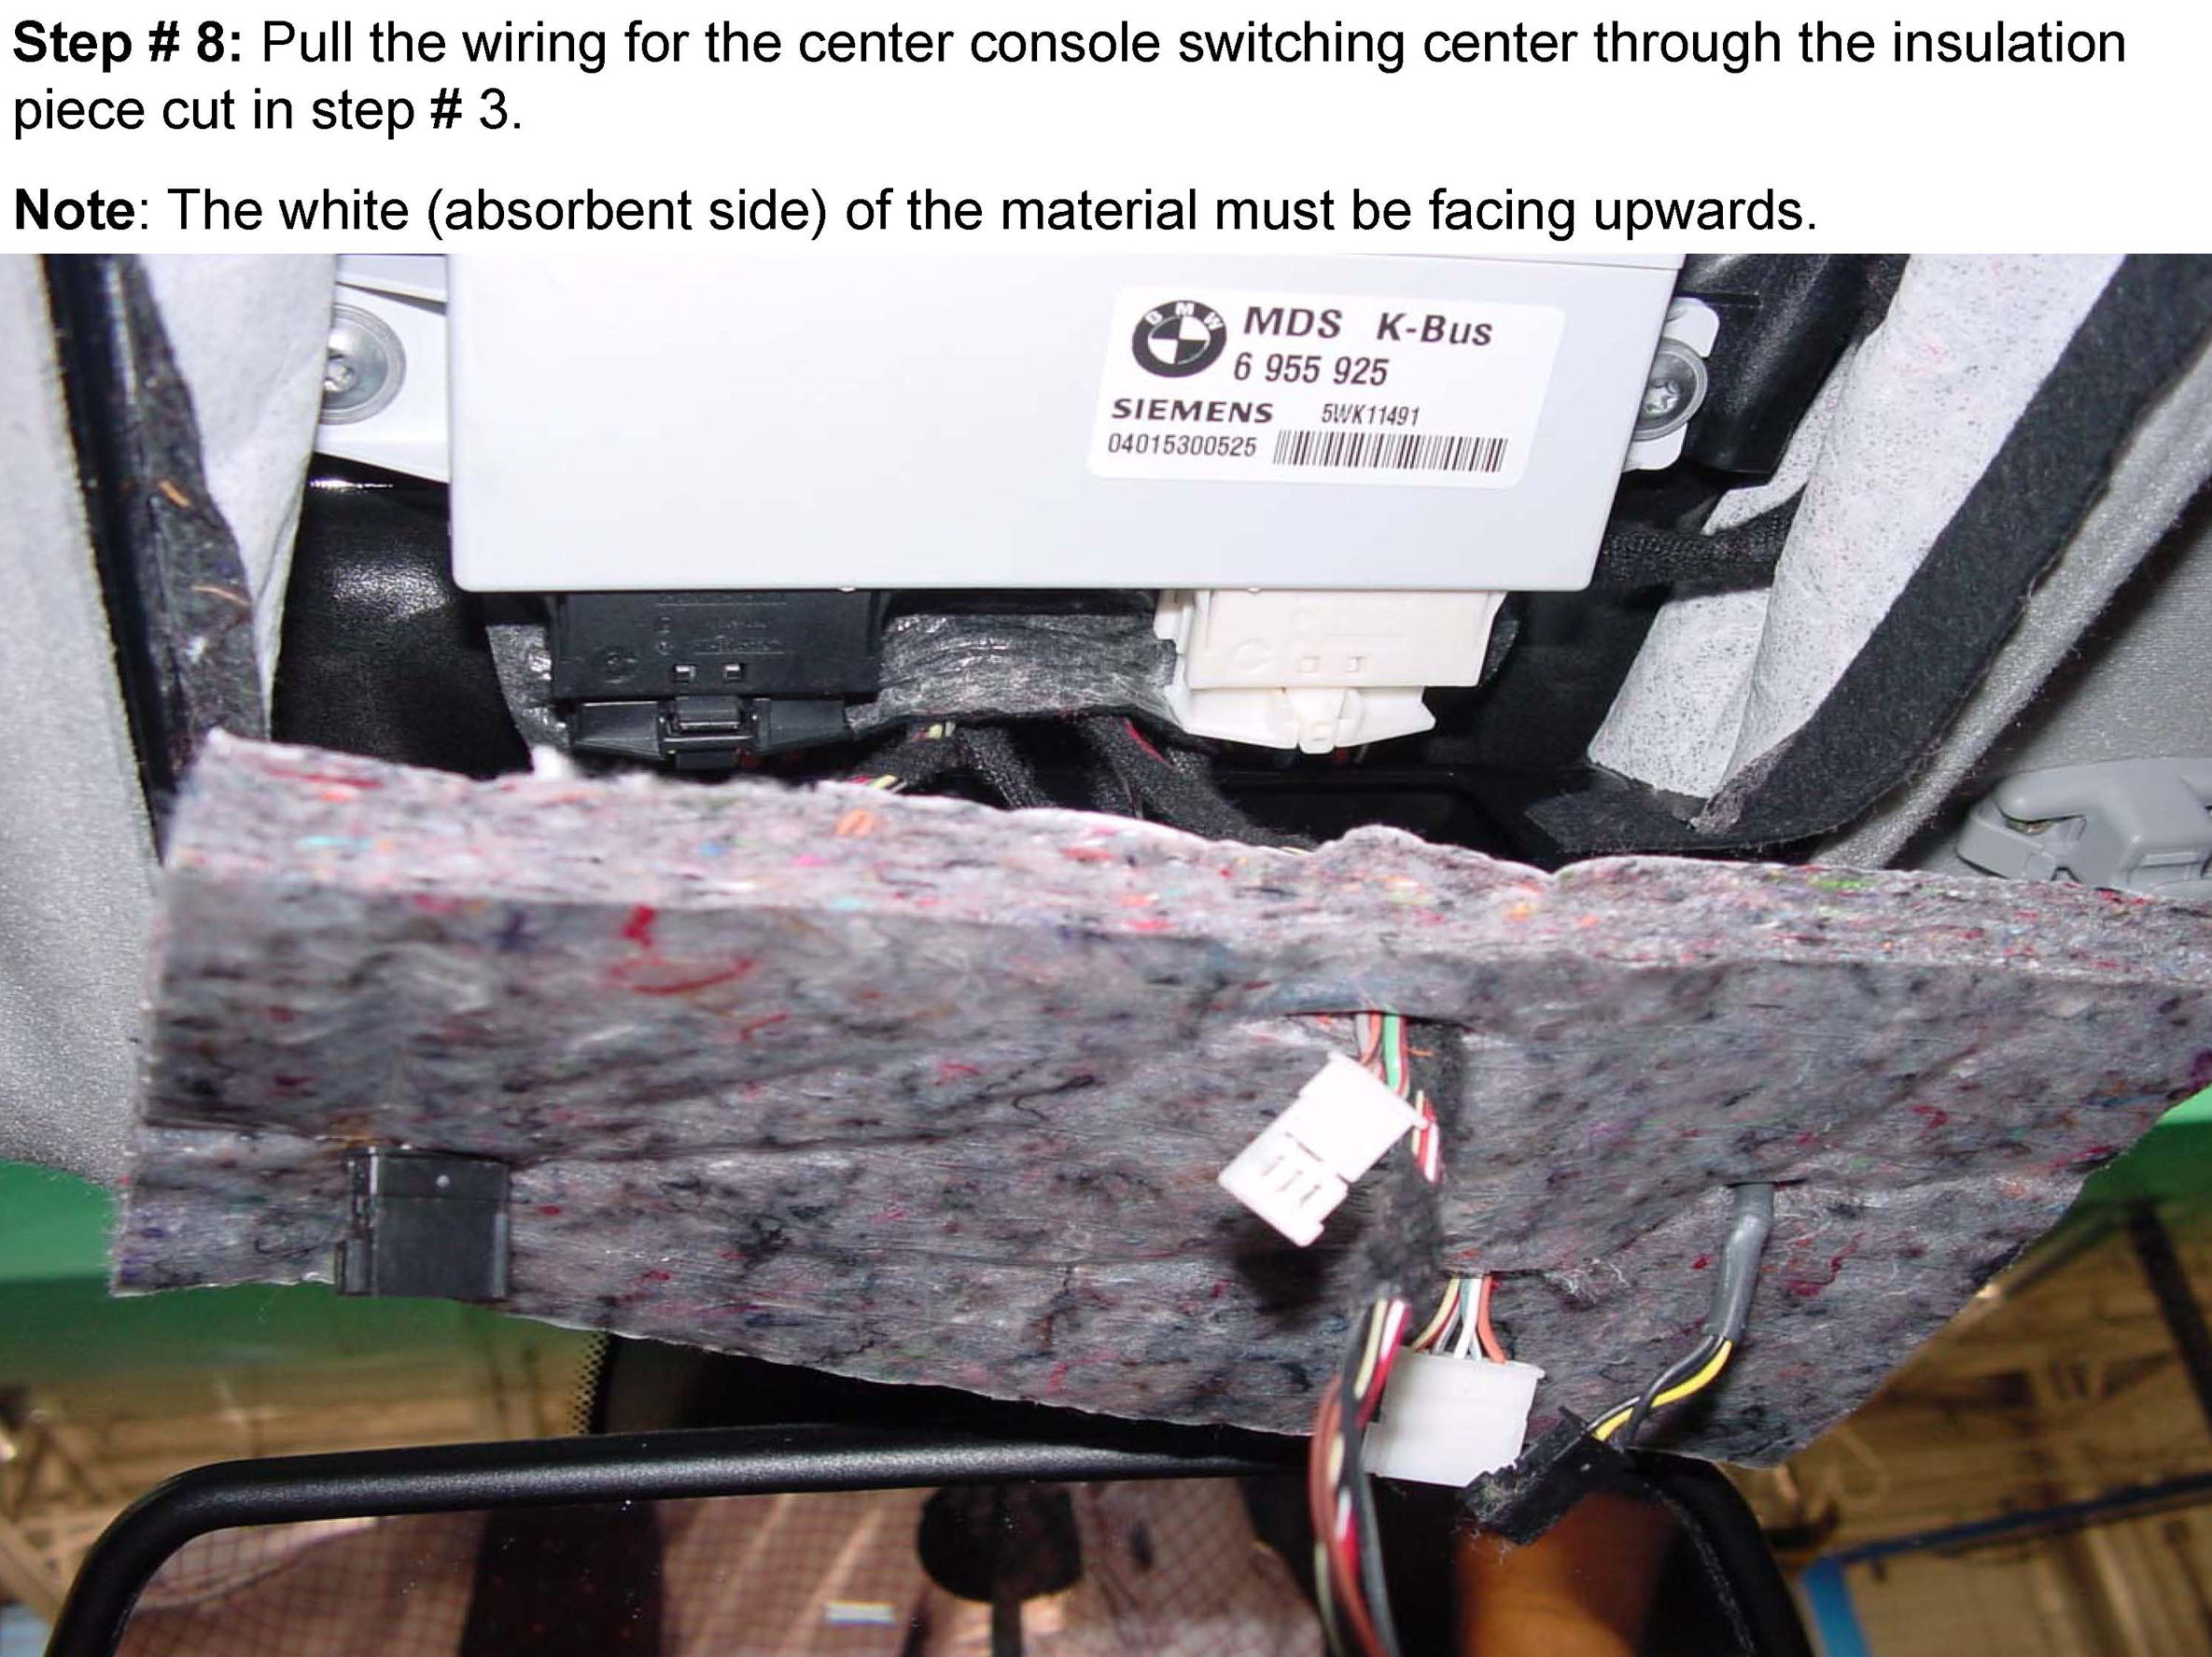 Step # 8: Pull the wiring for the center console switching center through the insulation
piece cut in step # 3.
Note: The white (absorbent side) of the material must be facing upwards.
BMW
MDS K-Bus
6 955 925
SIEMENS 5WK11491
04015300525